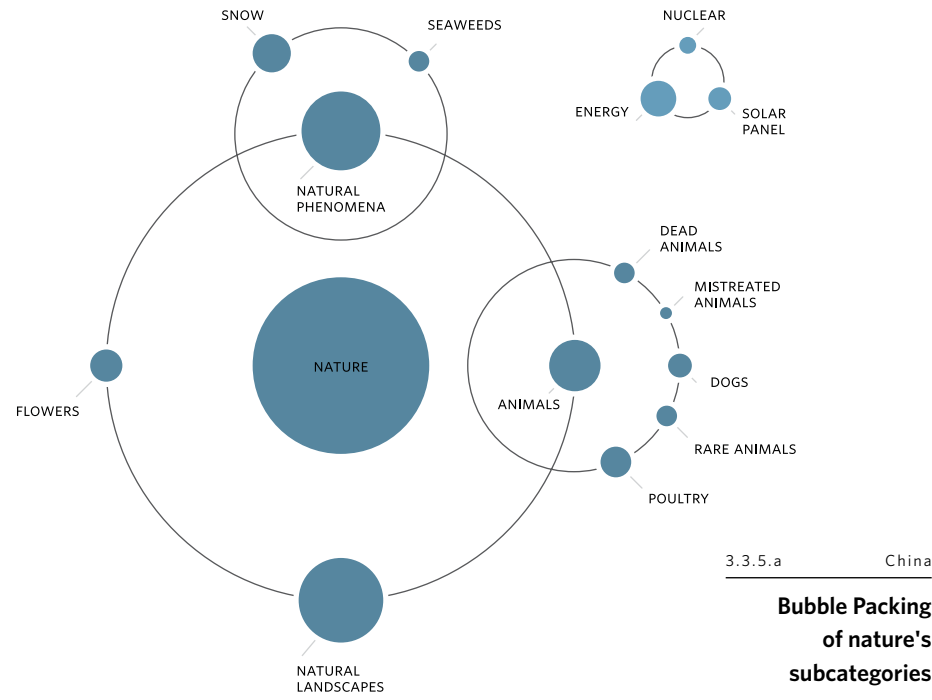 SNOW
SEAWEEDS
NATURAL
PHENOMENA
NUCLEAR
ENERGY
SOLAR
PANEL
DEAD
ANIMALS
MISTREATED
ANIMALS
DOGS
RARE ANIMALS
POULTRY
ANIMALS
NATURE
FLOWERS
NATURAL
LANDSCAPES
3.3.5.a China
Bubble Packing
of nature's
subcategories